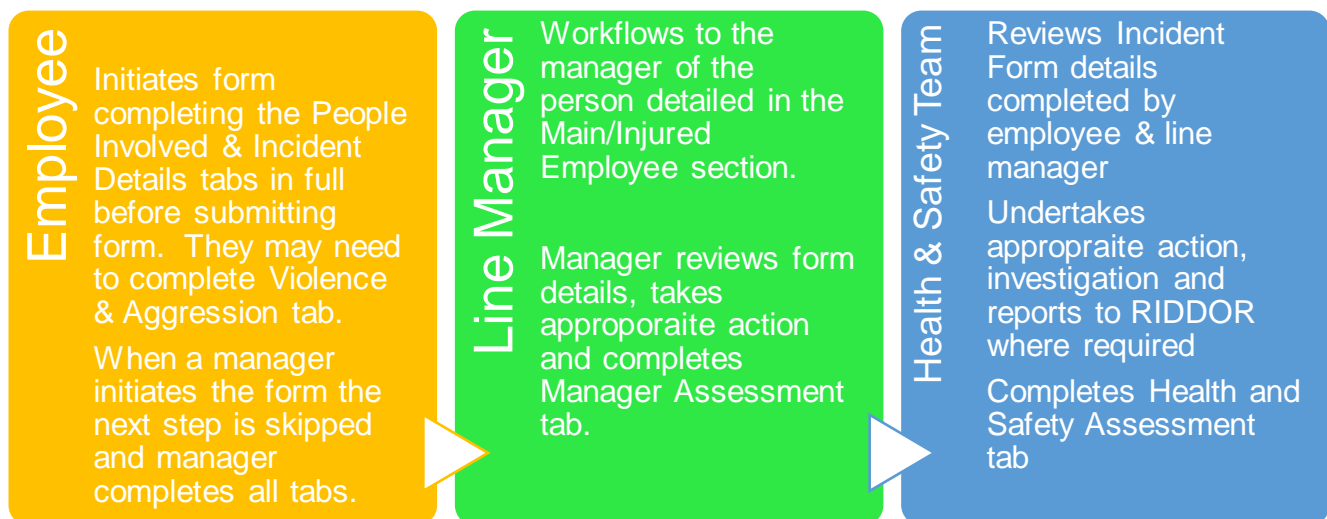 Employee
Initiates form
completing the People
Involved & Incident
Details tabs in full
before submitting
form.  They may need
to complete Violence
& Aggression tab.
When a manager
initiates the form the
next step is skipped
and manager
completes all tabs.
Line Manager
Workflows to the
manager of the
person detailed in the
Main/Injured
Employee section.
Manager reviews form
details, takes
approporaite action
and completes
Manager Assessment
tab.
Health & Safety Team
Reviews Incident
Form details
completed by
employee & line
manager
Undertakes
appropraite action,
investigation and
reports to RIDDOR
where required
Completes Health and
Safety Assessment
tab